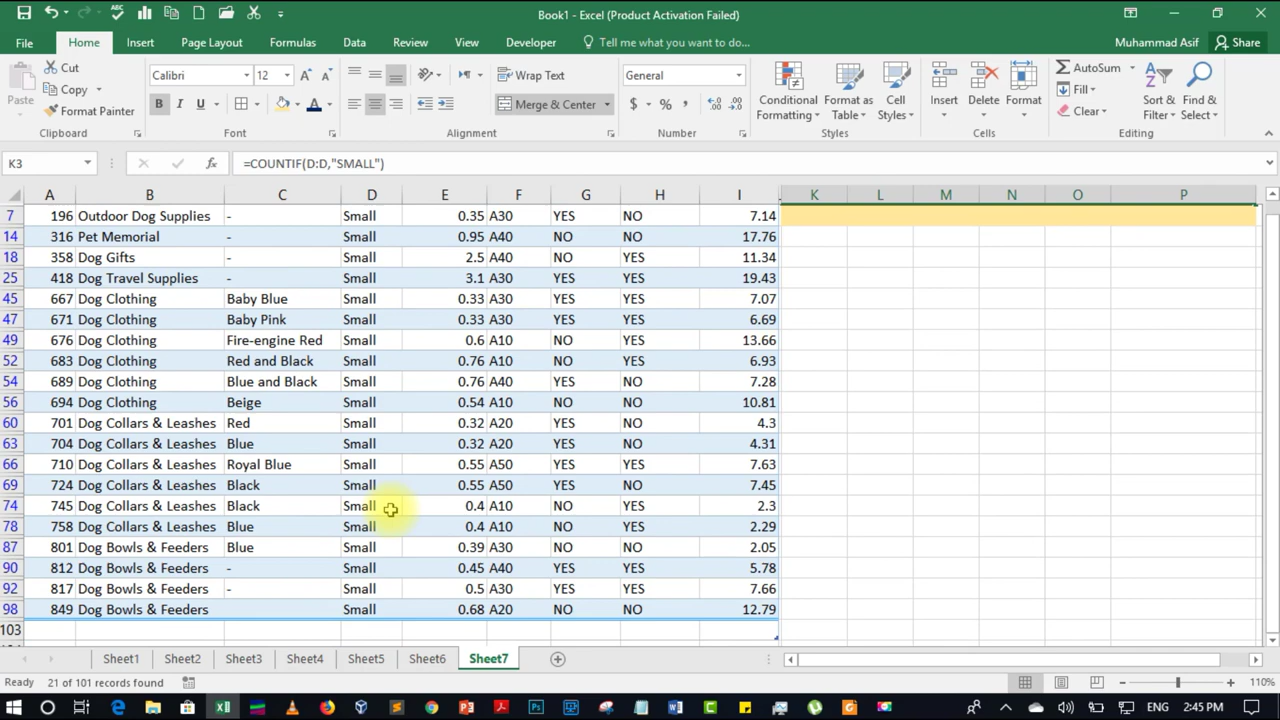 Book1 - Excel (Product Activation Failed)
File Home Insert Page Layout Formulas Data Review View Developer Tell me what you want to do... Muhammad Asif Share
Paste Cut Copy Format Painter Clipboard
Calibri 12 B I U A Font
Wrap Text Merge & Center Alignment
General $ % , Number
Conditional Formatting Format as Table Cell Styles Styles
Insert Delete Format Cells
AutoSum Fill Clear Sort & Filter Find & Select Editing
K3 fx =COUNTIF(D:D,"SMALL")
A B C D E F G H I K L M N O P
7 196 Outdoor Dog Supplies - Small 0.35 A30 YES NO 7.14
14 316 Pet Memorial - Small 0.95 A40 NO NO 17.76
18 358 Dog Gifts - Small 2.5 A40 NO YES 11.34
25 418 Dog Travel Supplies - Small 3.1 A30 YES YES 19.43
45 667 Dog Clothing Baby Blue Small 0.33 A30 YES YES 7.07
47 671 Dog Clothing Baby Pink Small 0.33 A30 YES YES 6.69
49 676 Dog Clothing Fire-engine Red Small 0.6 A10 NO YES 13.66
52 683 Dog Clothing Red and Black Small 0.76 A10 NO YES 6.93
54 689 Dog Clothing Blue and Black Small 0.76 A40 YES NO 7.28
56 694 Dog Clothing Beige Small 0.54 A10 NO NO 10.81
60 701 Dog Collars & Leashes Red Small 0.32 A20 YES NO 4.3
63 704 Dog Collars & Leashes Blue Small 0.32 A20 YES NO 4.31
66 710 Dog Collars & Leashes Royal Blue Small 0.55 A50 YES YES 7.63
69 724 Dog Collars & Leashes Black Small 0.55 A50 YES NO 7.45
74 745 Dog Collars & Leashes Black Small 0.4 A10 NO YES 2.3
78 758 Dog Collars & Leashes Blue Small 0.4 A10 NO YES 2.29
87 801 Dog Bowls & Feeders Blue Small 0.39 A30 NO NO 2.05
90 812 Dog Bowls & Feeders - Small 0.45 A40 YES YES 5.78
92 817 Dog Bowls & Feeders - Small 0.5 A30 YES YES 7.66
98 849 Dog Bowls & Feeders Small 0.68 A20 NO NO 12.79
103
Sheet1 Sheet2 Sheet3 Sheet4 Sheet5 Sheet6 Sheet7
Ready 21 of 101 records found 110%
ENG 2:45 PM